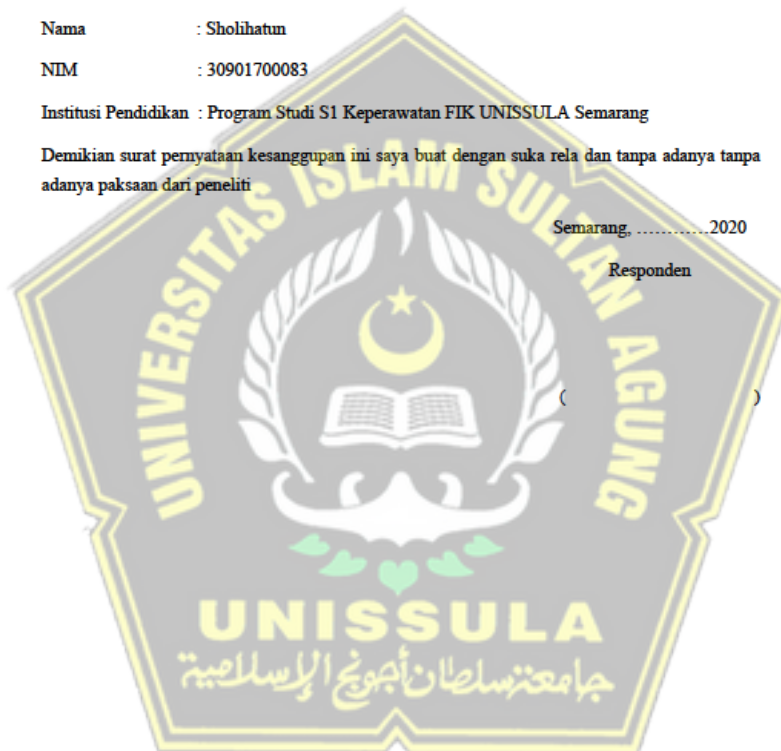 Nama : Sholihatun
NIM : 30901700083
Institusi Pendidikan : Program Studi S1 Keperawatan FIK UNISSULA Semarang
Demikian surat pernyataan kesanggupan ini saya buat dengan suka rela dan tanpa adanya tanpa
adanya paksaan dari peneliti
Semarang, ............2020
Responden
( )
UNIVERSITAS ISLAM SULTAN AGUNG
UNISSULA
جامعتنسلطان أجونج الإسلامية